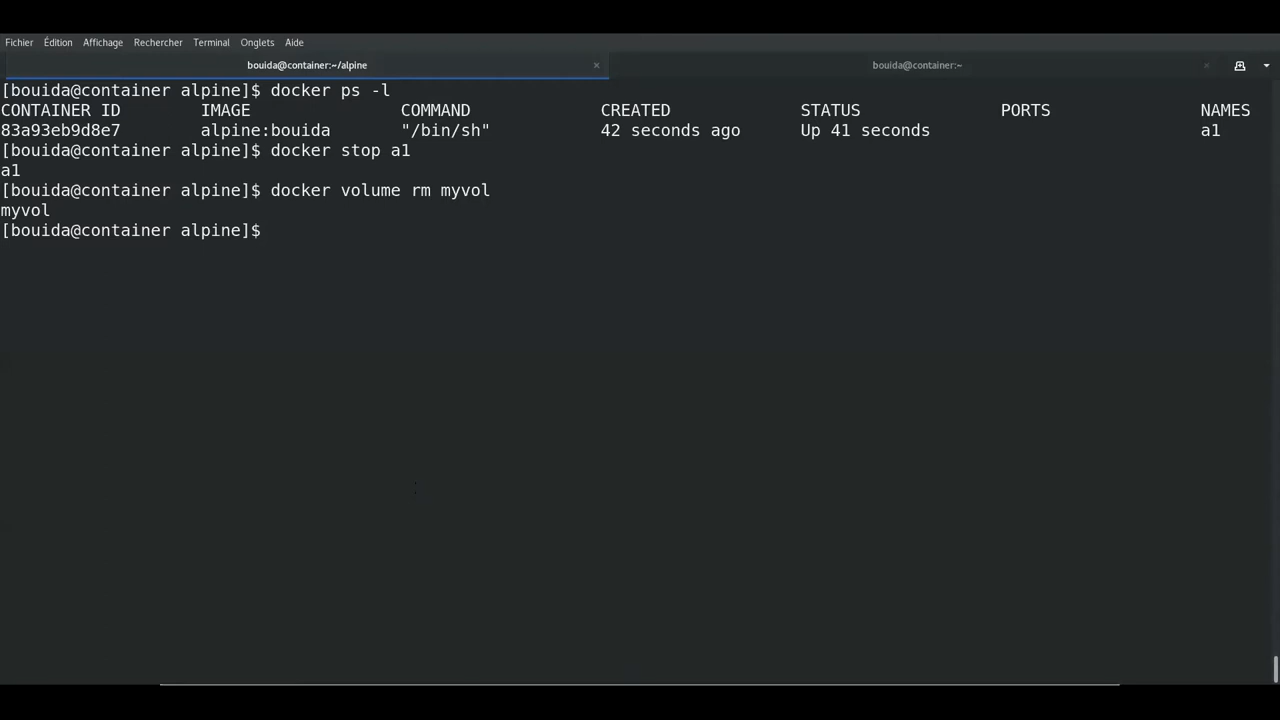 Fichier Édition Affichage Rechercher Terminal Onglets Aide
bouida@container:~/alpine bouida@container:~
[bouida@container alpine]$ docker ps -l
CONTAINER ID IMAGE COMMAND CREATED STATUS PORTS NAMES
83a93eb9d8e7 alpine:bouida "/bin/sh" 42 seconds ago Up 41 seconds a1
[bouida@container alpine]$ docker stop a1
a1
[bouida@container alpine]$ docker volume rm myvol
myvol
[bouida@container alpine]$